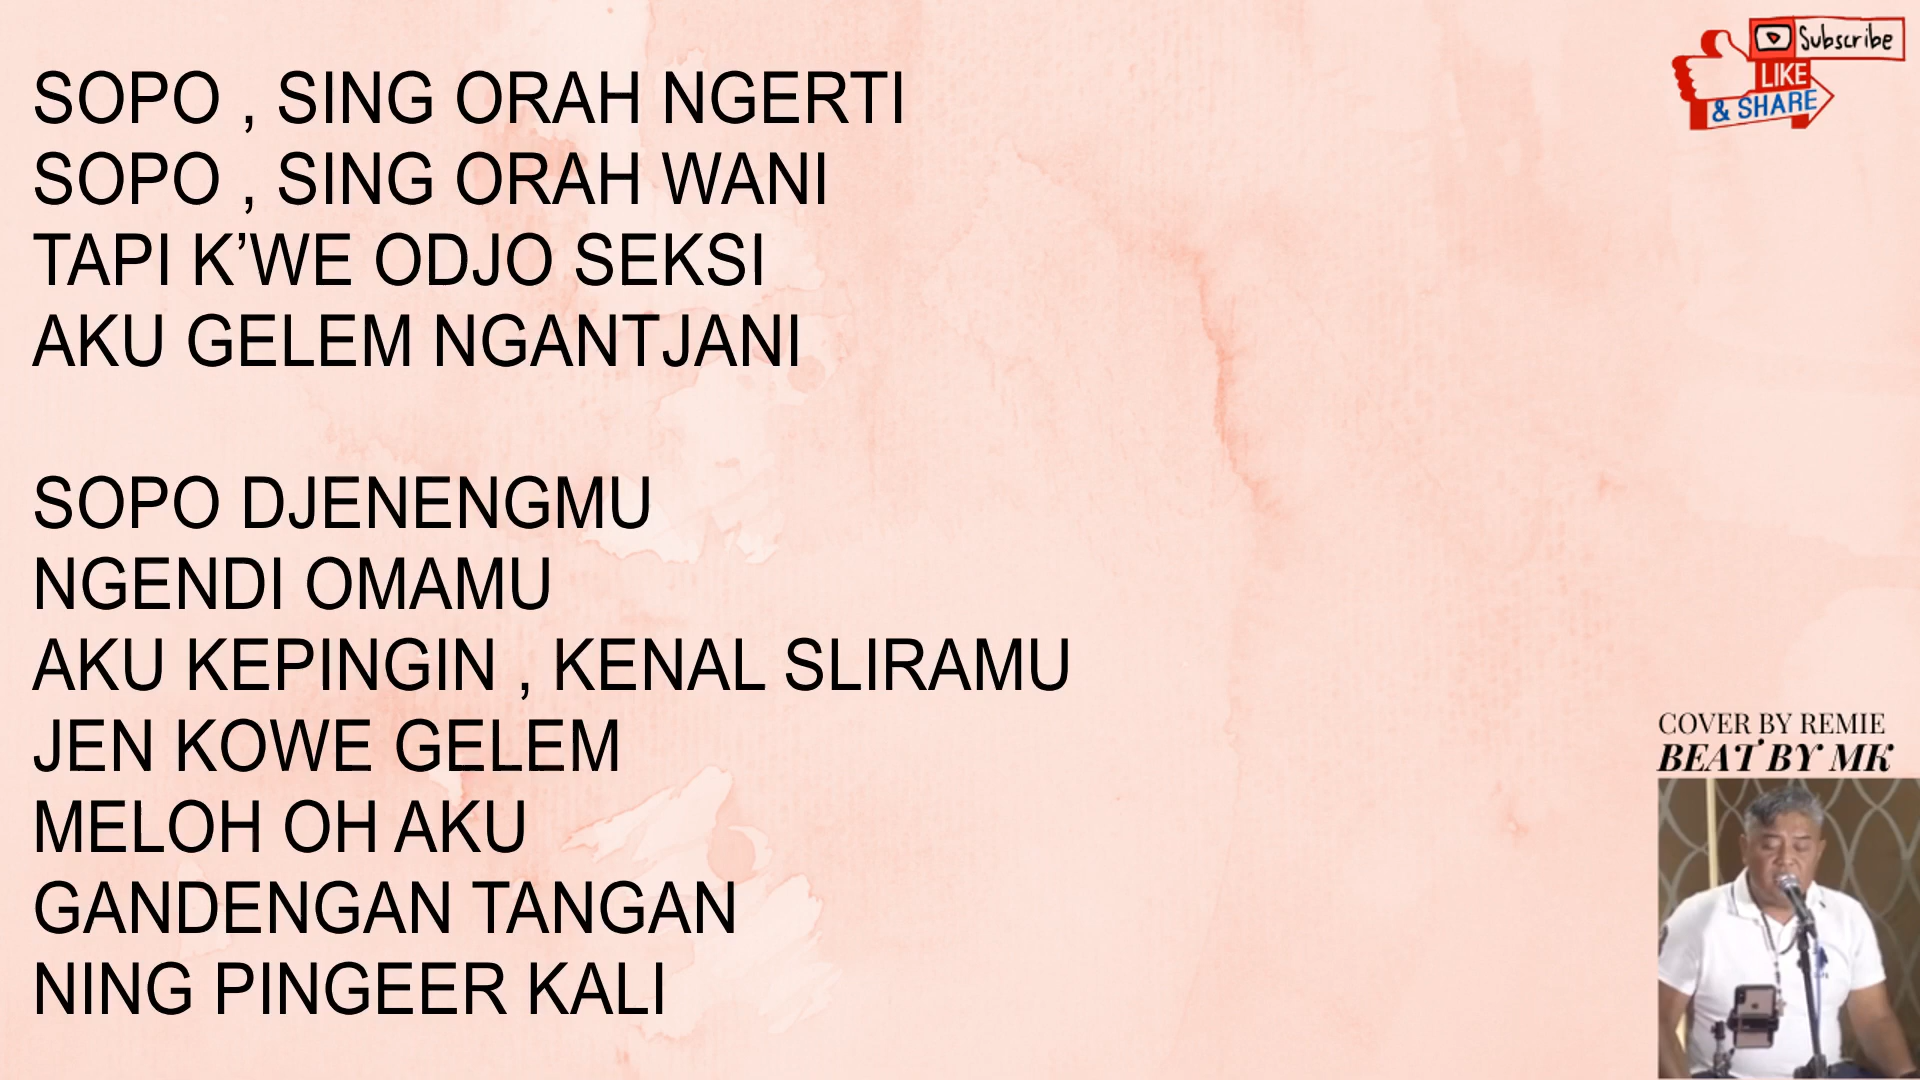 SOPO , SING ORAH NGERTI
SOPO , SING ORAH WANI
TAPI K’WE ODJO SEKSI
AKU GELEM NGANTJANI
SOPO DJENENGMU
NGENDI OMAMU
AKU KEPINGIN , KENAL SLIRAMU
JEN KOWE GELEM
MELOH OH AKU
GANDENGAN TANGAN
NING PINGEER KALI
Subscribe
LIKE
& SHARE
COVER BY REMIE
BEAT BY MK